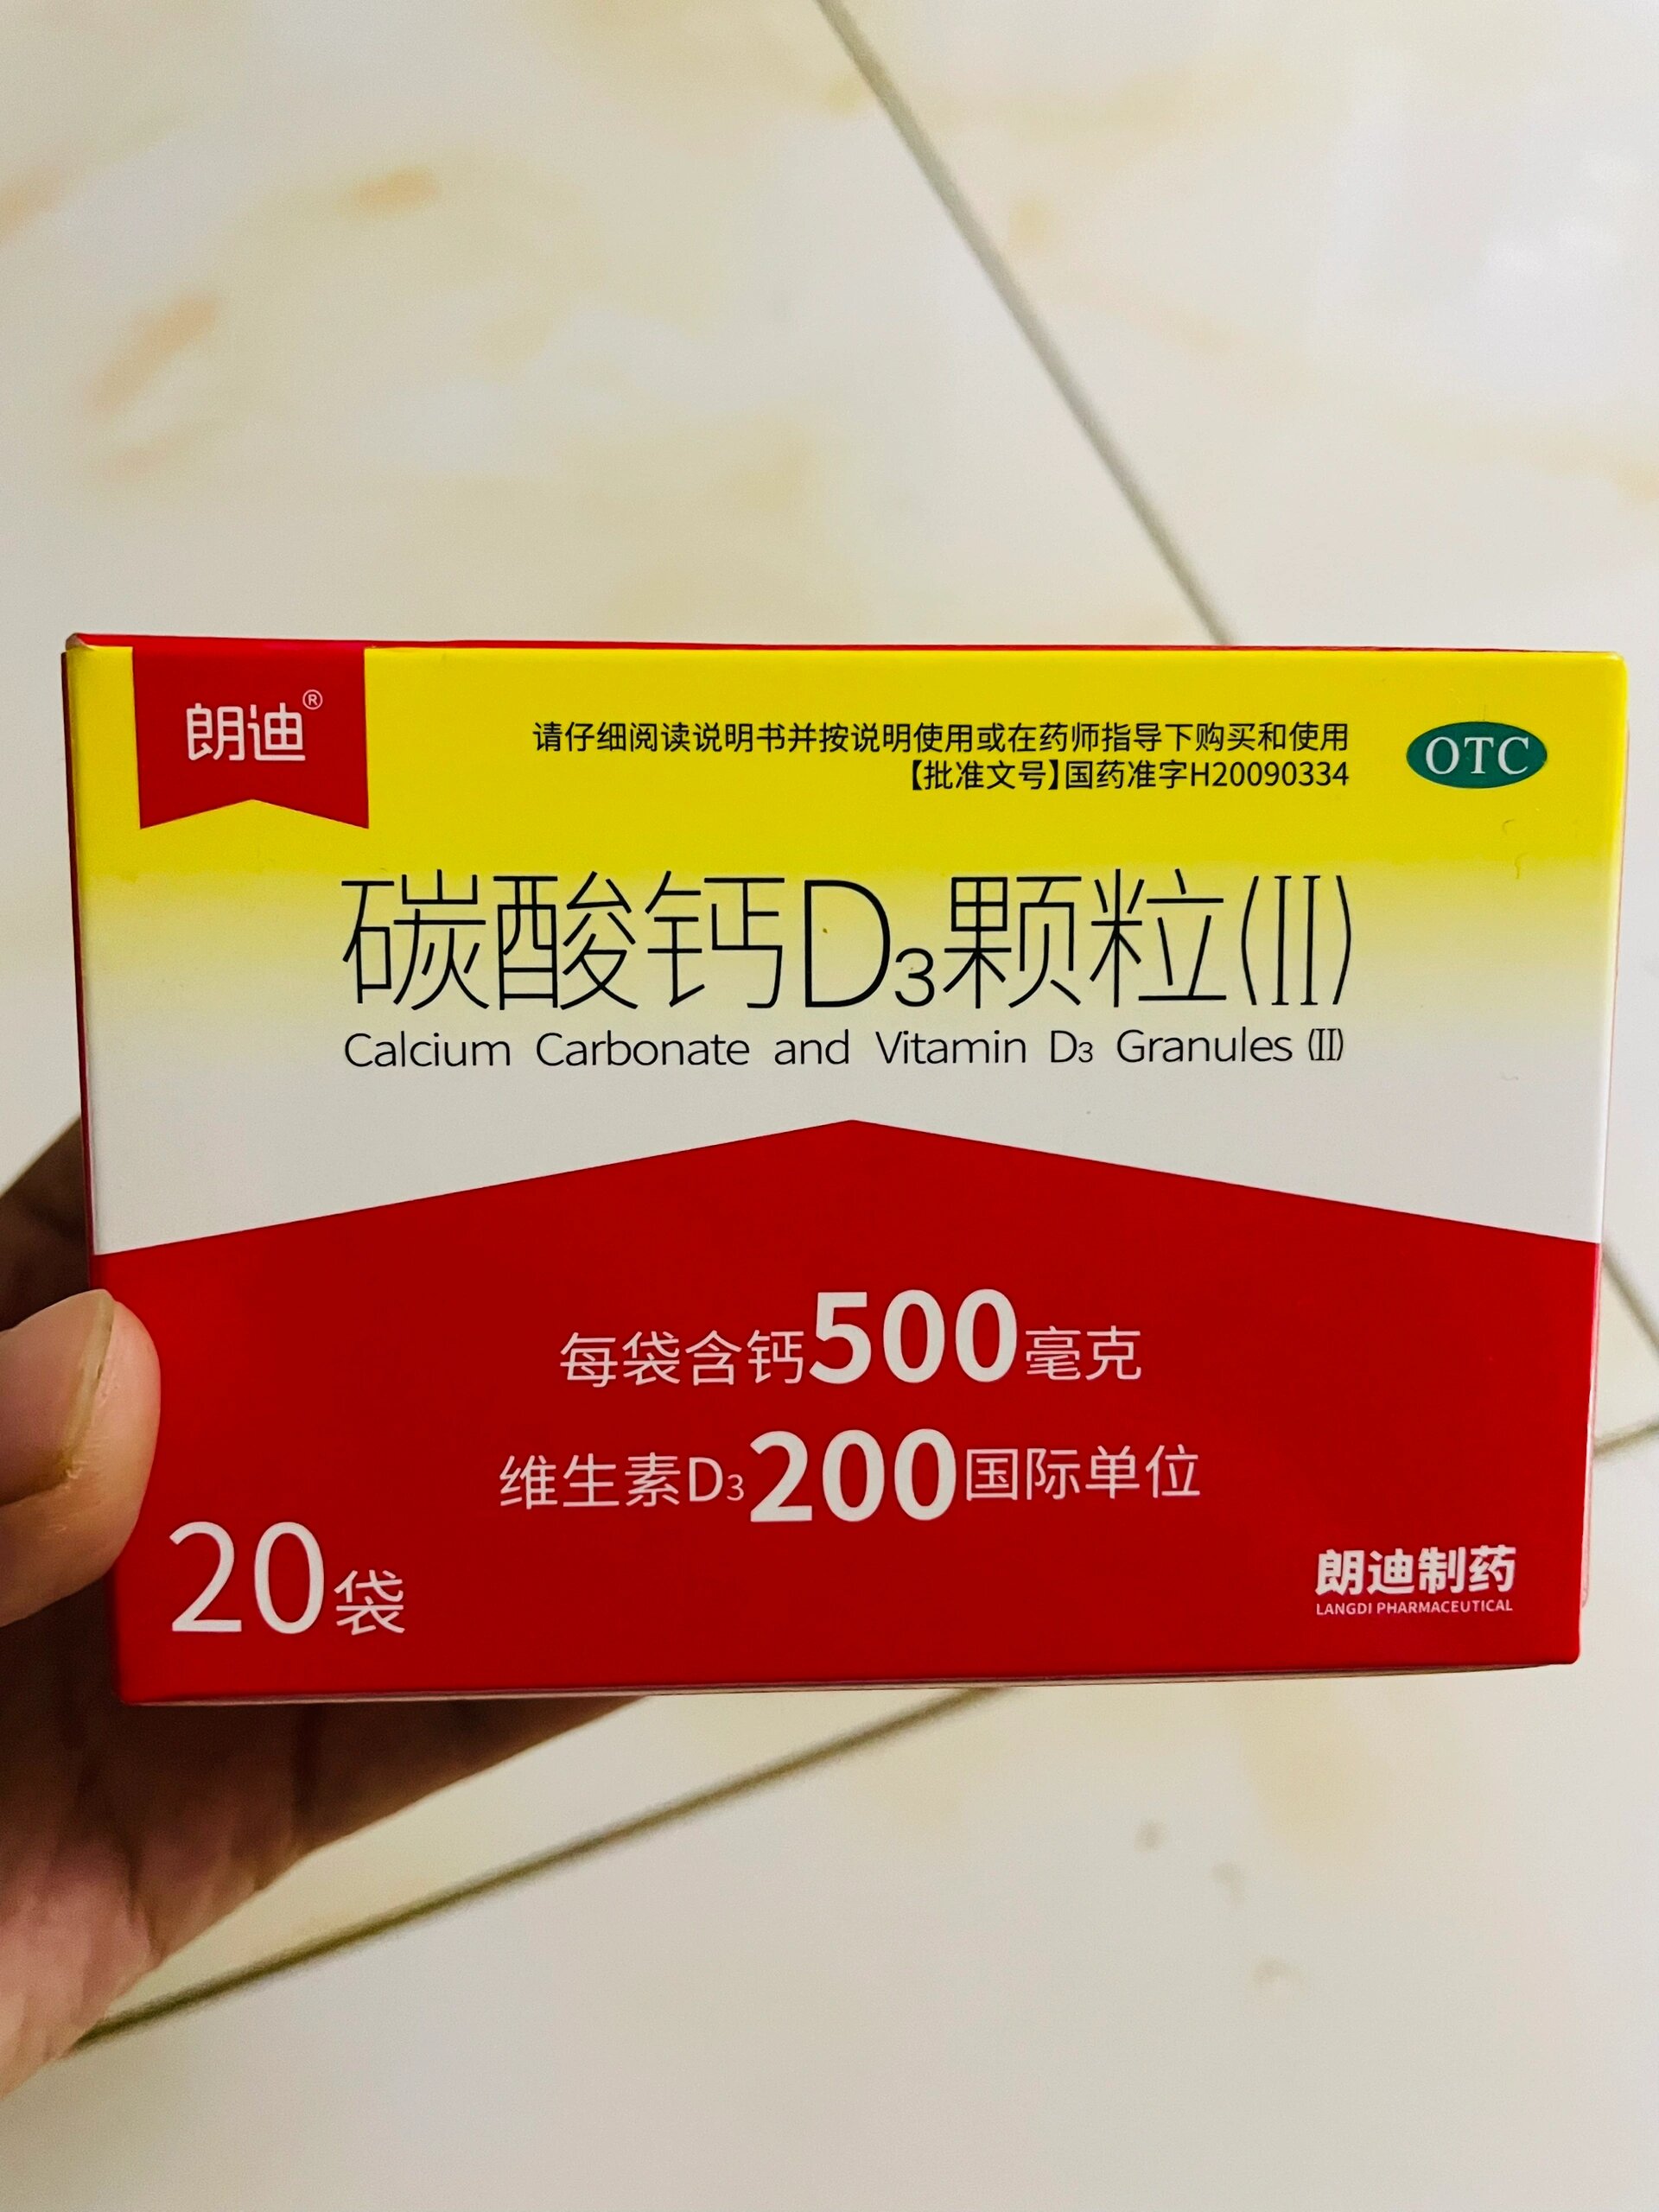 朗迪®
请仔细阅读说明书并按说明使用或在药师指导下购买和使用
【批准文号】国药准字H20090334
OTC
碳酸钙D₃颗粒(Ⅱ)
Calcium Carbonate and Vitamin D₃ Granules (Ⅱ)
每袋含钙500毫克
维生素D₃200国际单位
20袋
朗迪制药
LANGDI PHARMACEUTICAL